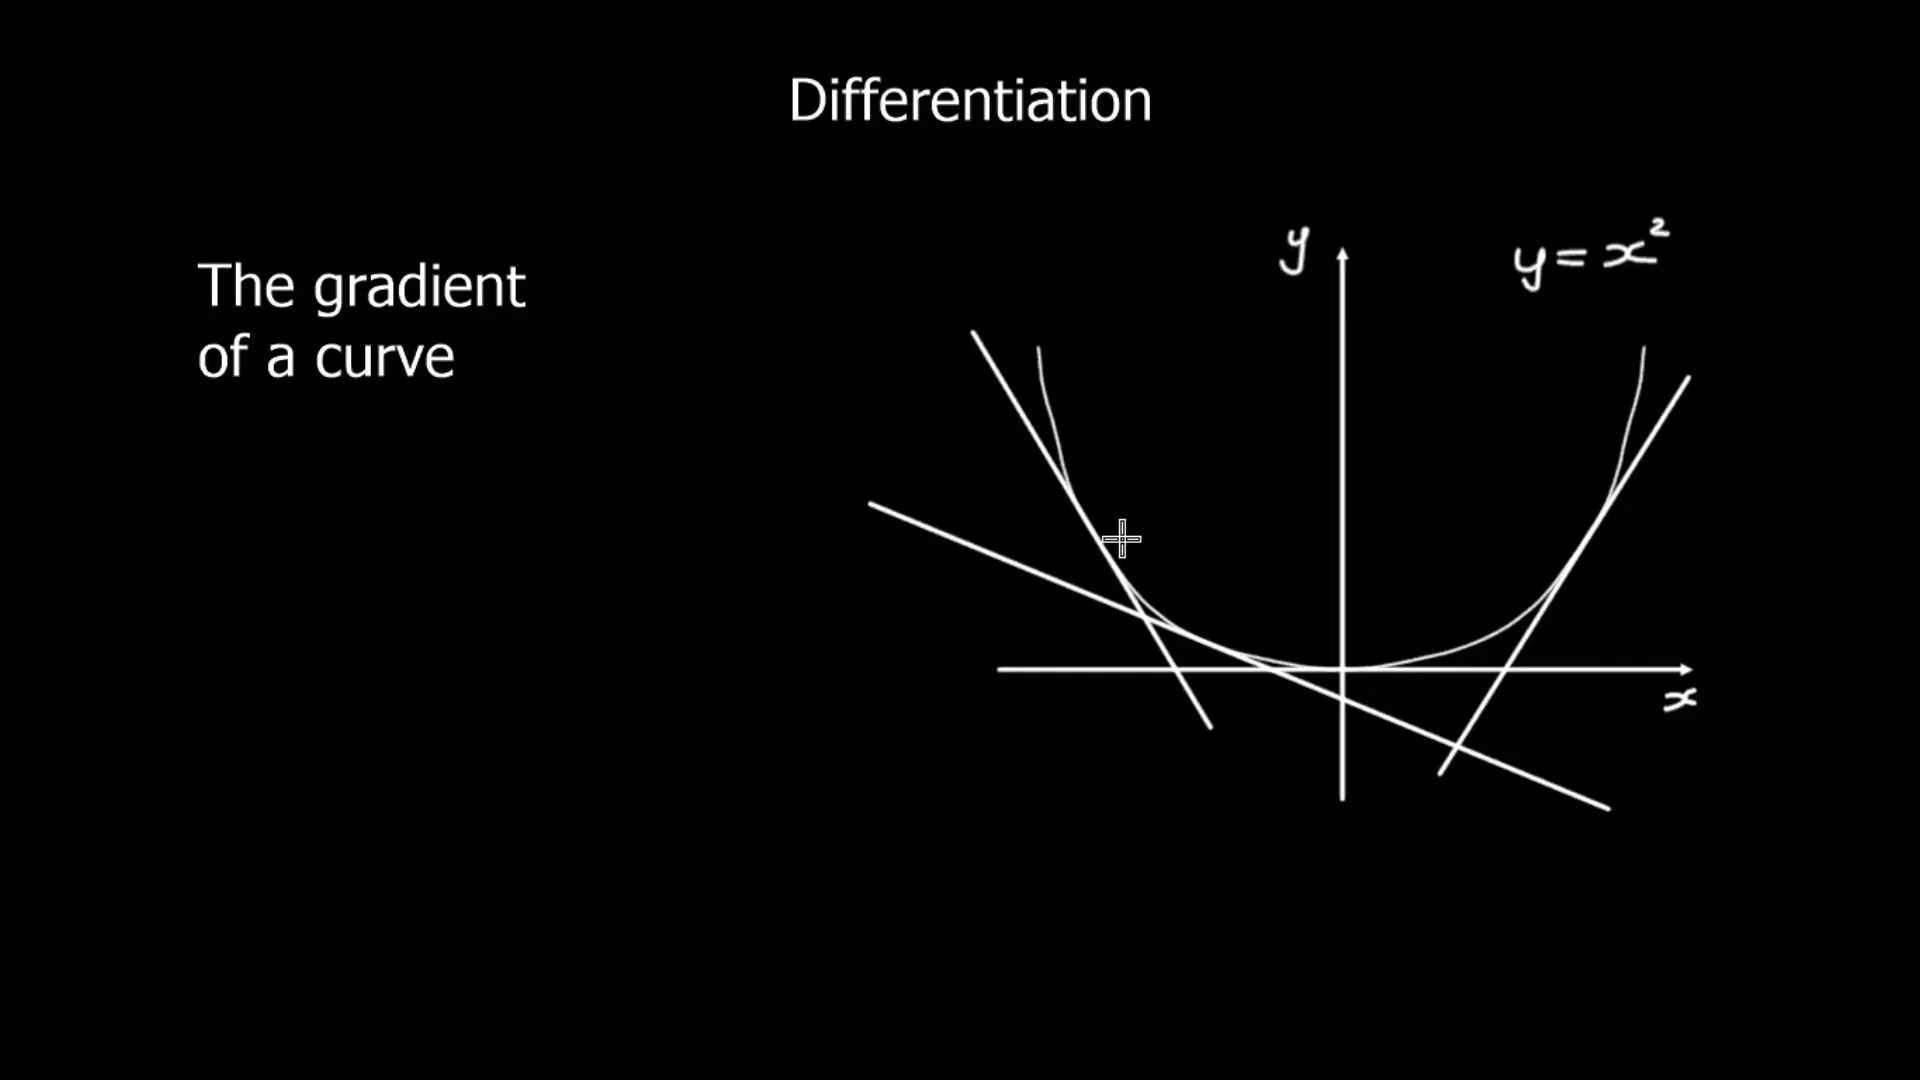 Differentiation
The gradient
of a curve
y
y = x²
x